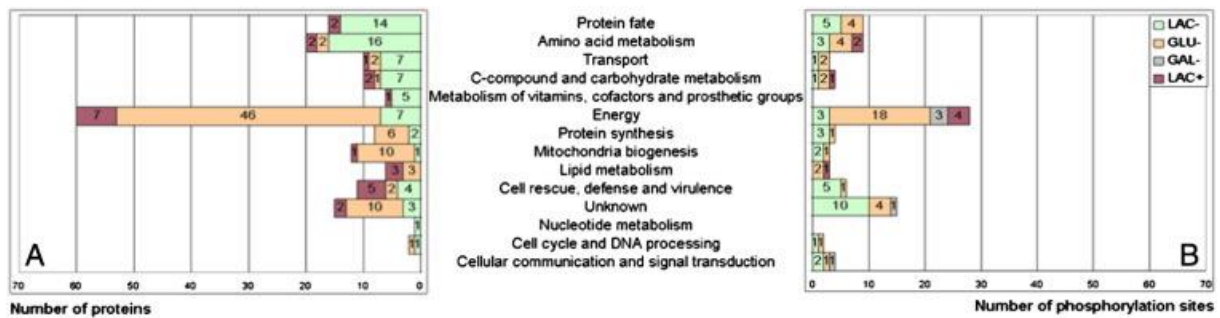 2 14 Protein fate 5 4 LAC-
2 2 16 Amino acid metabolism 3 4 2 GLU-
1 2 7 Transport 1 2 GAL-
2 1 7 C-compound and carbohydrate metabolism 1 2 1 LAC+
1 5 Metabolism of vitamins, cofactors and prosthetic groups
7 46 7 Energy 3 18 3 4
6 2 Protein synthesis 3 1
1 10 1 Mitochondria biogenesis 2 1
3 3 Lipid metabolism 2 1
5 2 4 Cell rescue, defense and virulence 5 1
2 10 3 Unknown 10 4 1
1 Nucleotide metabolism
A 1 1 Cell cycle and DNA processing 1 1 B
Cellular communication and signal transduction 2 1 1
70 60 50 40 30 20 10 0 0 10 20 30 40 50 60 70
Number of proteins Number of phosphorylation sites